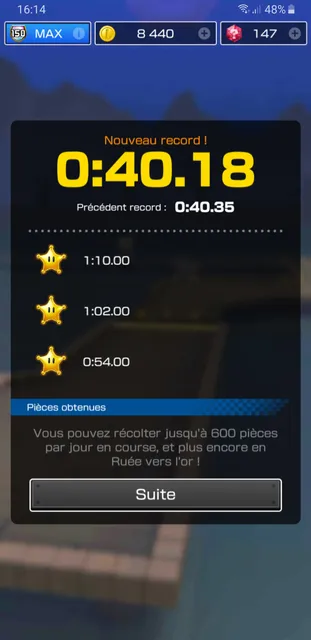 16:14
48%
150 MAX i 8 440 + 147 +
Nouveau record !
0:40.18
Précédent record : 0:40.35
1:10.00
1:02.00
0:54.00
Pièces obtenues
Vous pouvez récolter jusqu'à 600 pièces
par jour en course, et plus encore en
Ruée vers l'or !
Suite